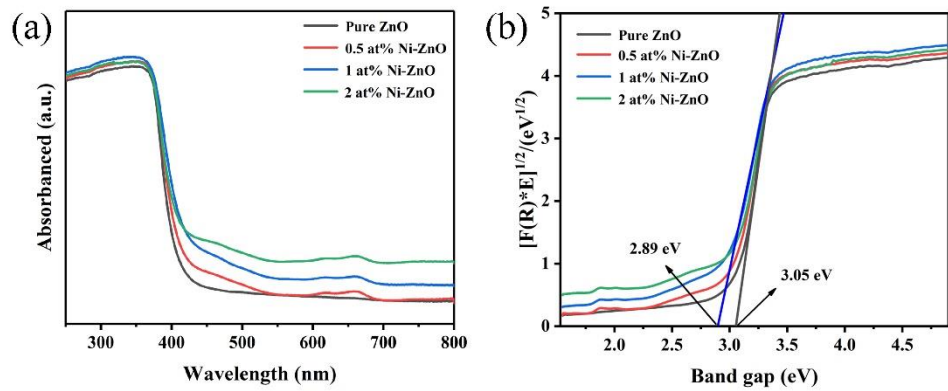 (a)
Pure ZnO
0.5 at% Ni-ZnO
1 at% Ni-ZnO
2 at% Ni-ZnO
Absorbanced (a.u.)
300 400 500 600 700 800
Wavelength (nm)
(b)
Pure ZnO
0.5 at% Ni-ZnO
1 at% Ni-ZnO
2 at% Ni-ZnO
[F(R)*E]^{1/2}/(eV^{1/2})
5
4
3
2
1
0
2.89 eV
3.05 eV
2.0 2.5 3.0 3.5 4.0 4.5
Band gap (eV)